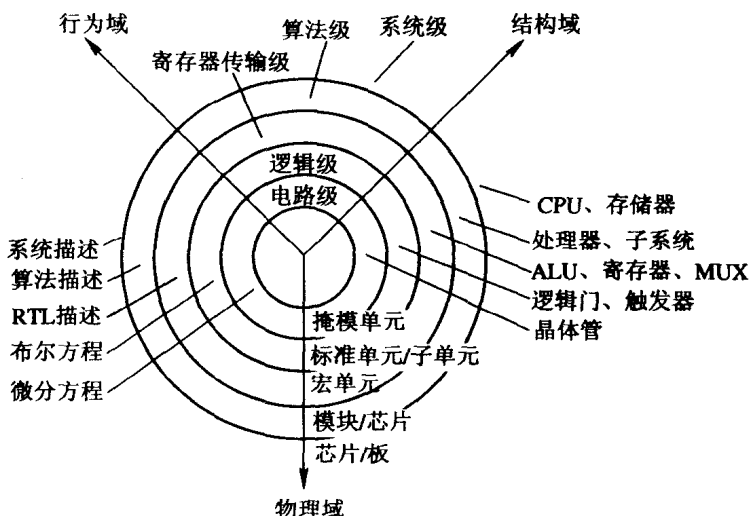 行为域
算法级
系统级
结构域
寄存器传输级
逻辑级
电路级
CPU、存储器
处理器、子系统
ALU、寄存器、MUX
逻辑门、触发器
晶体管
系统描述
算法描述
RTL描述
布尔方程
微分方程
掩模单元
标准单元/子单元
宏单元
模块/芯片
芯片/板
物理域